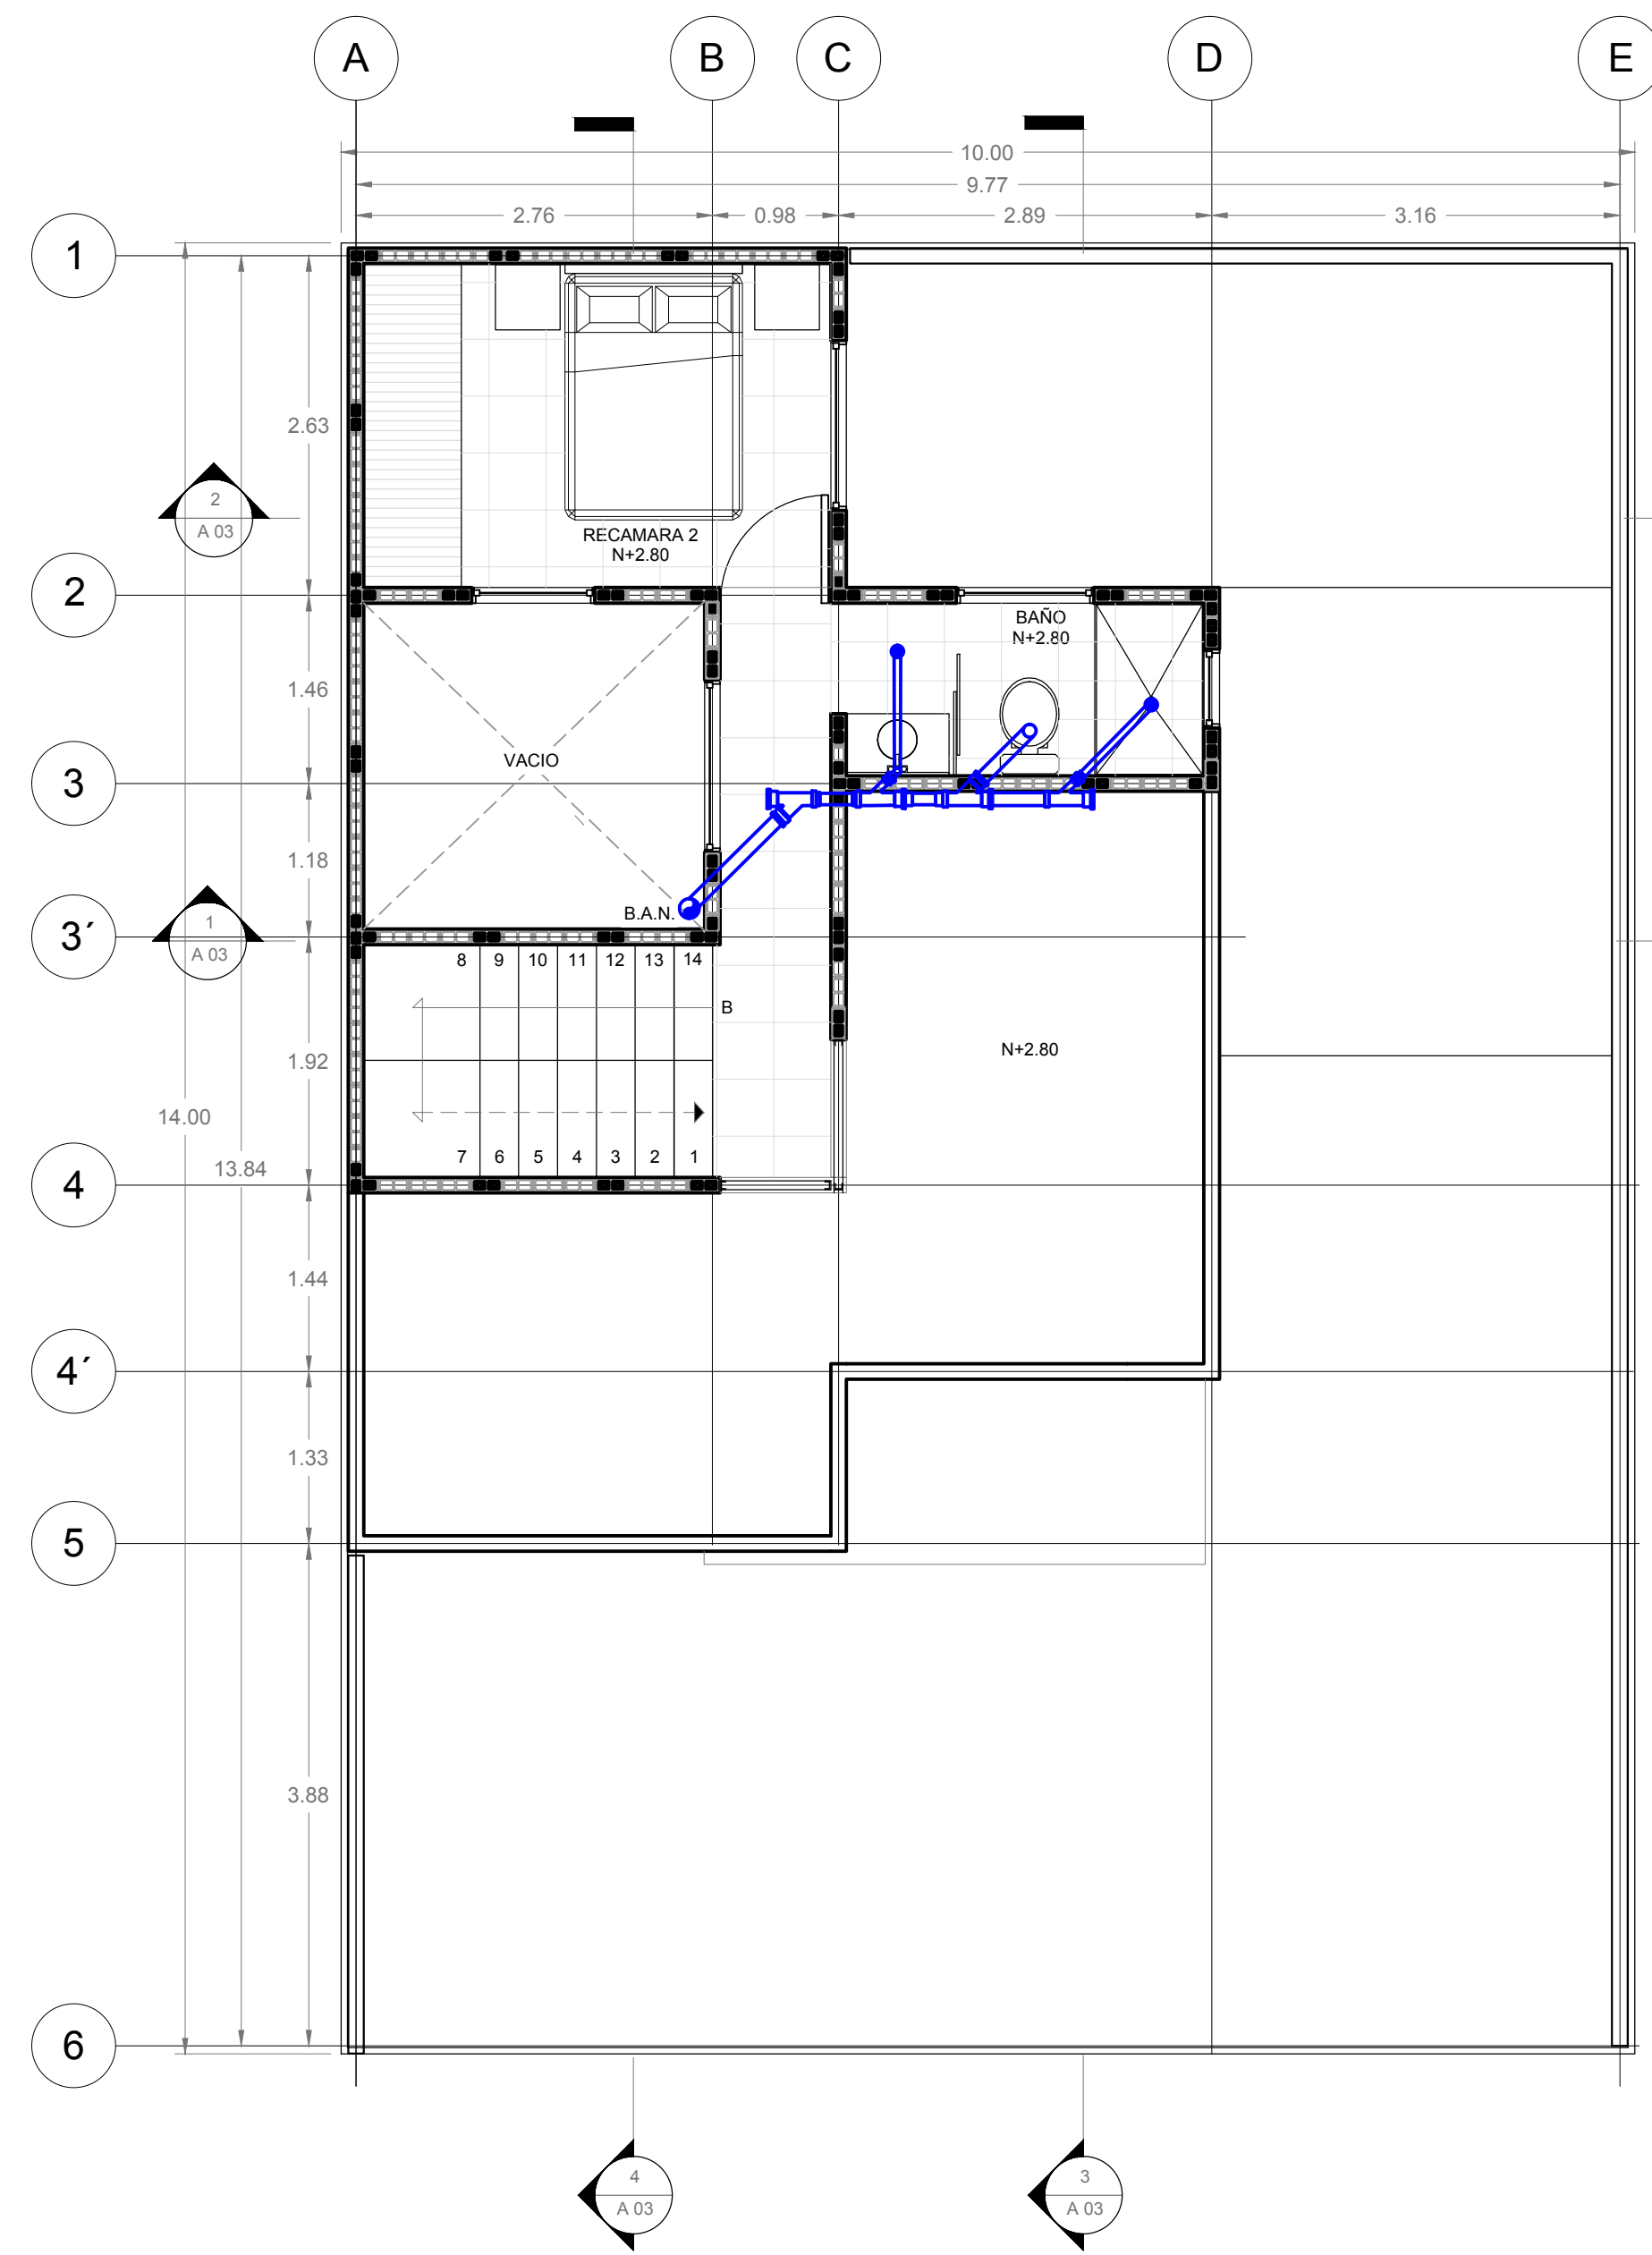 A B C D E
10.00
9.77
2.76 0.98 2.89 3.16
1
2.63
2
A 03
RECAMARA 2
N+2.80
2
BAÑO
N+2.80
1.46
VACIO
3
1.18
B.A.N.
1
A 03
3´
8 9 10 11 12 13 14
B
N+2.80
1.92
14.00
13.84
7 6 5 4 3 2 1
4
1.44
4´
1.33
5
3.88
6
4
A 03
3
A 03